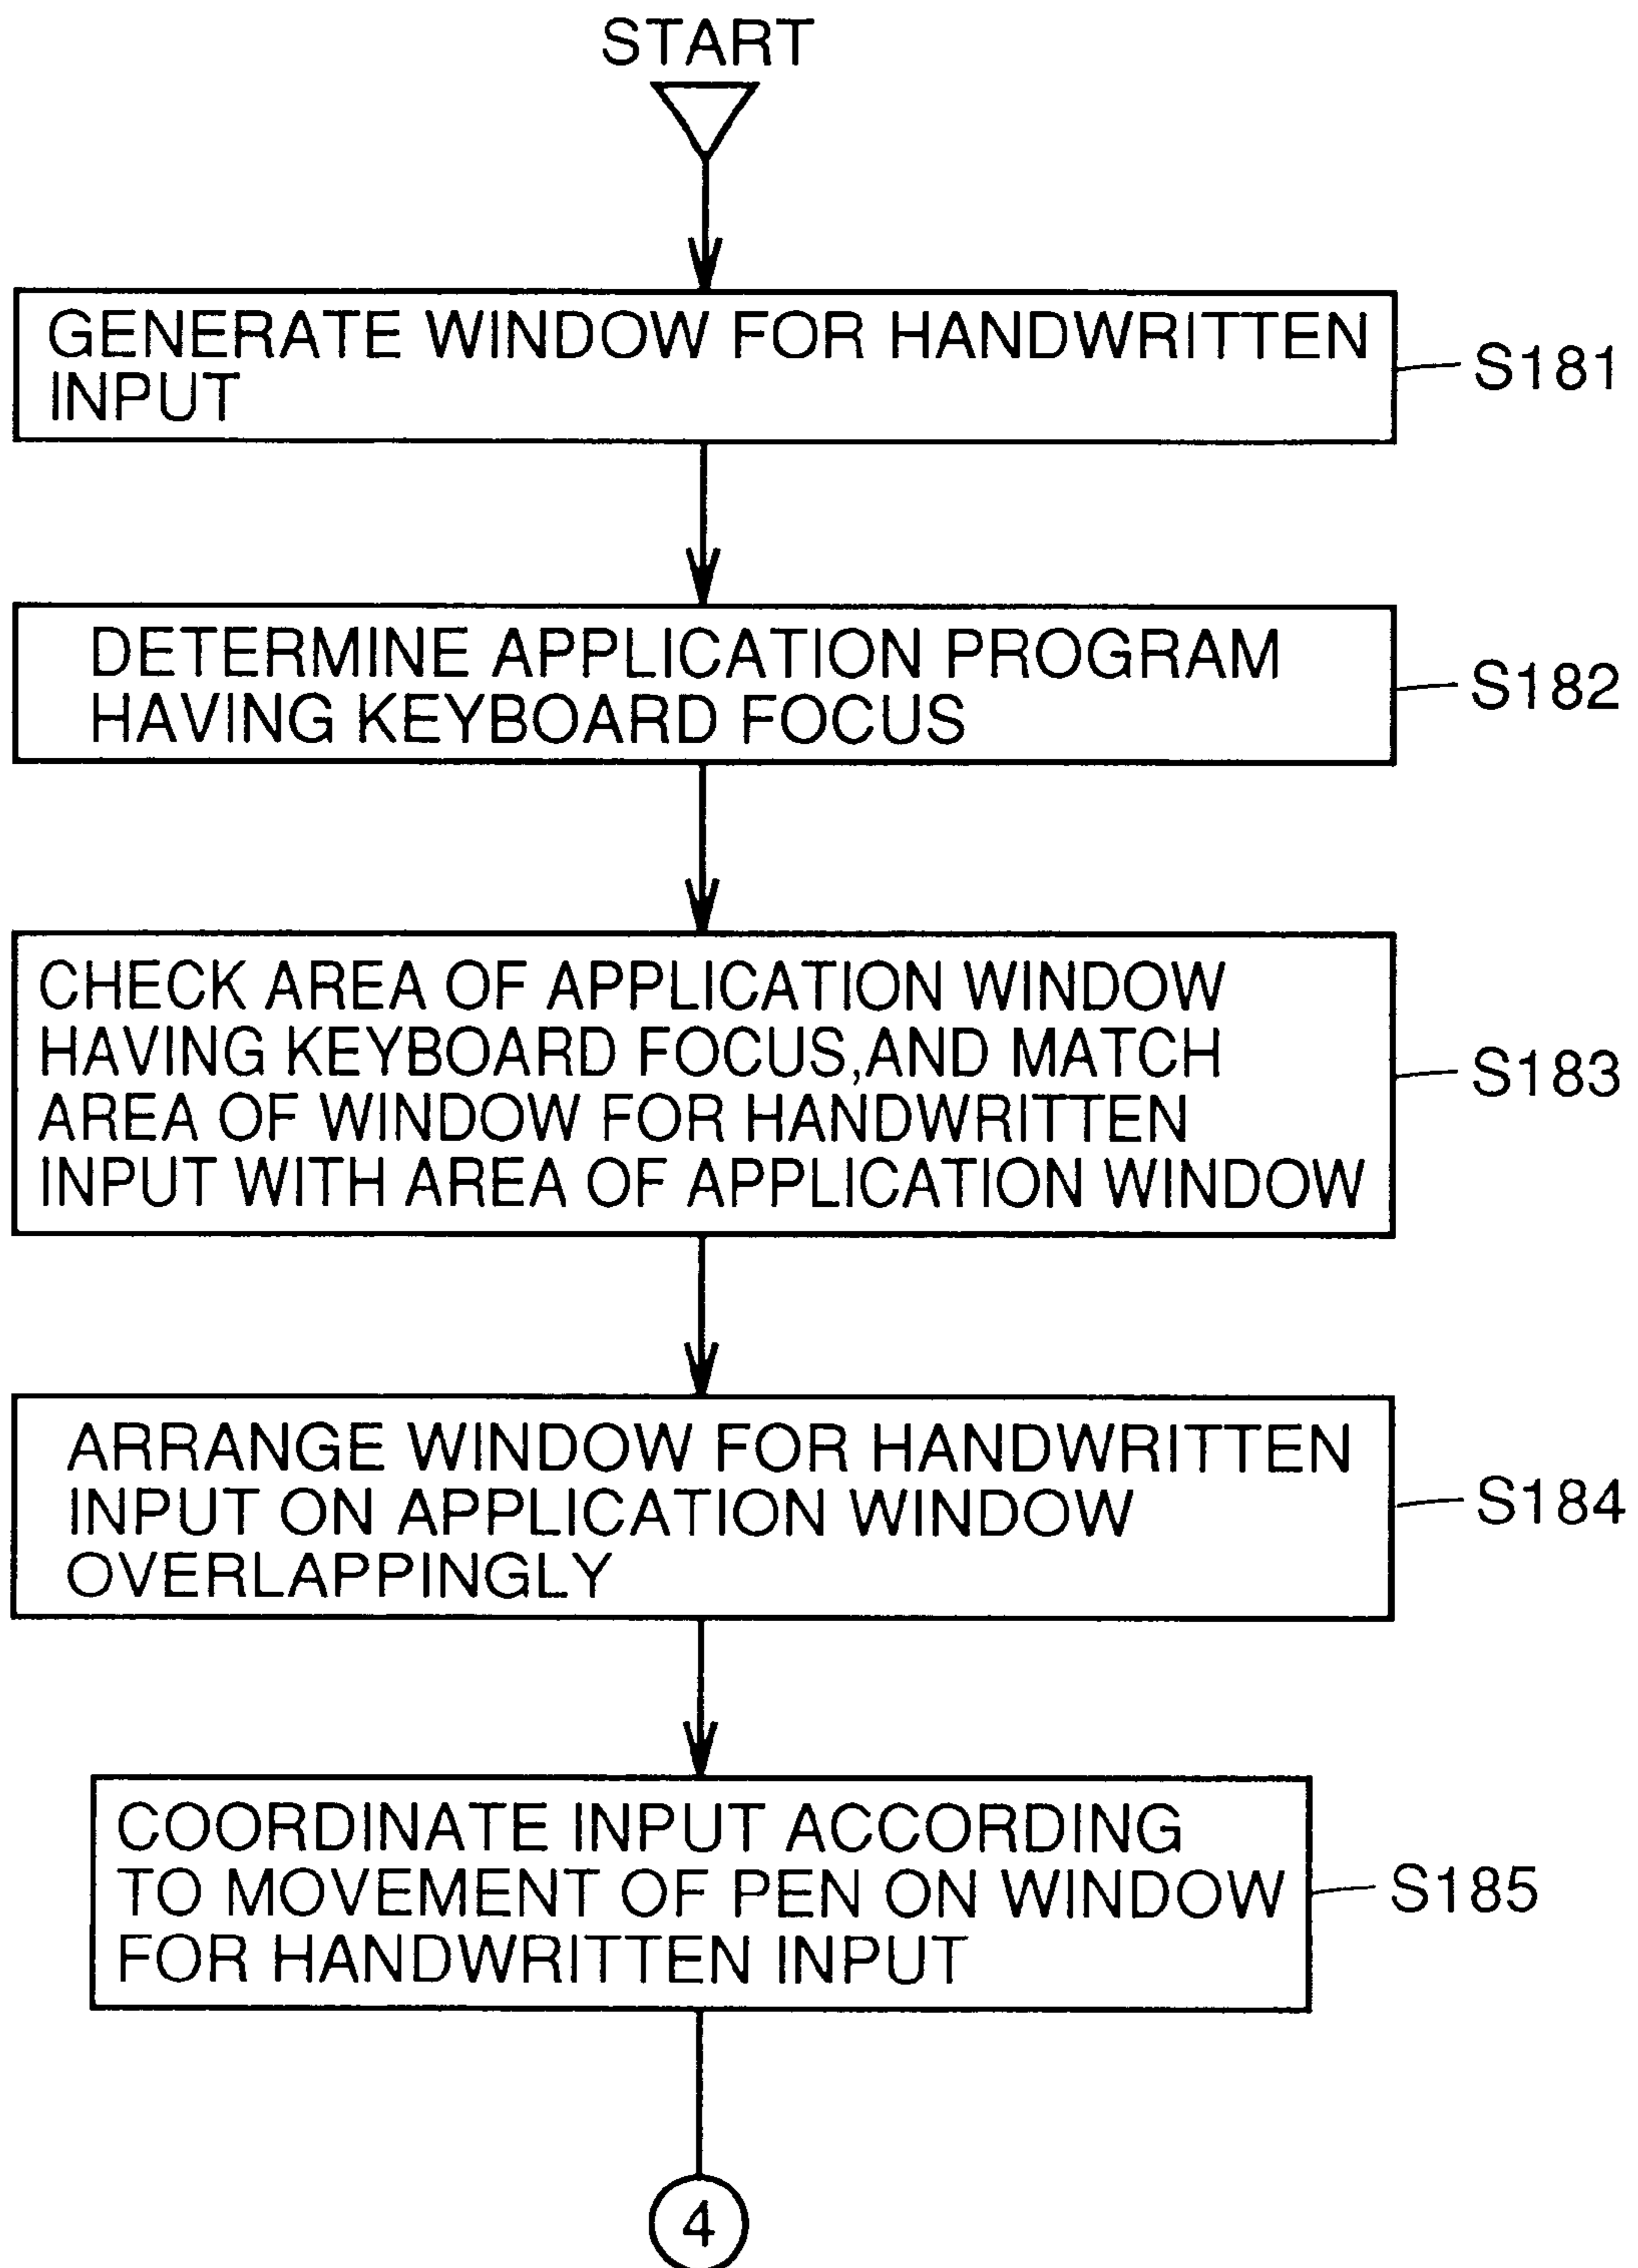 START
GENERATE WINDOW FOR HANDWRITTEN
INPUT
S181
DETERMINE APPLICATION PROGRAM
HAVING KEYBOARD FOCUS
S182
CHECK AREA OF APPLICATION WINDOW
HAVING KEYBOARD FOCUS,AND MATCH
AREA OF WINDOW FOR HANDWRITTEN
INPUT WITH AREA OF APPLICATION WINDOW
S183
ARRANGE WINDOW FOR HANDWRITTEN
INPUT ON APPLICATION WINDOW
OVERLAPPINGLY
S184
COORDINATE INPUT ACCORDING
TO MOVEMENT OF PEN ON WINDOW
FOR HANDWRITTEN INPUT
S185
4